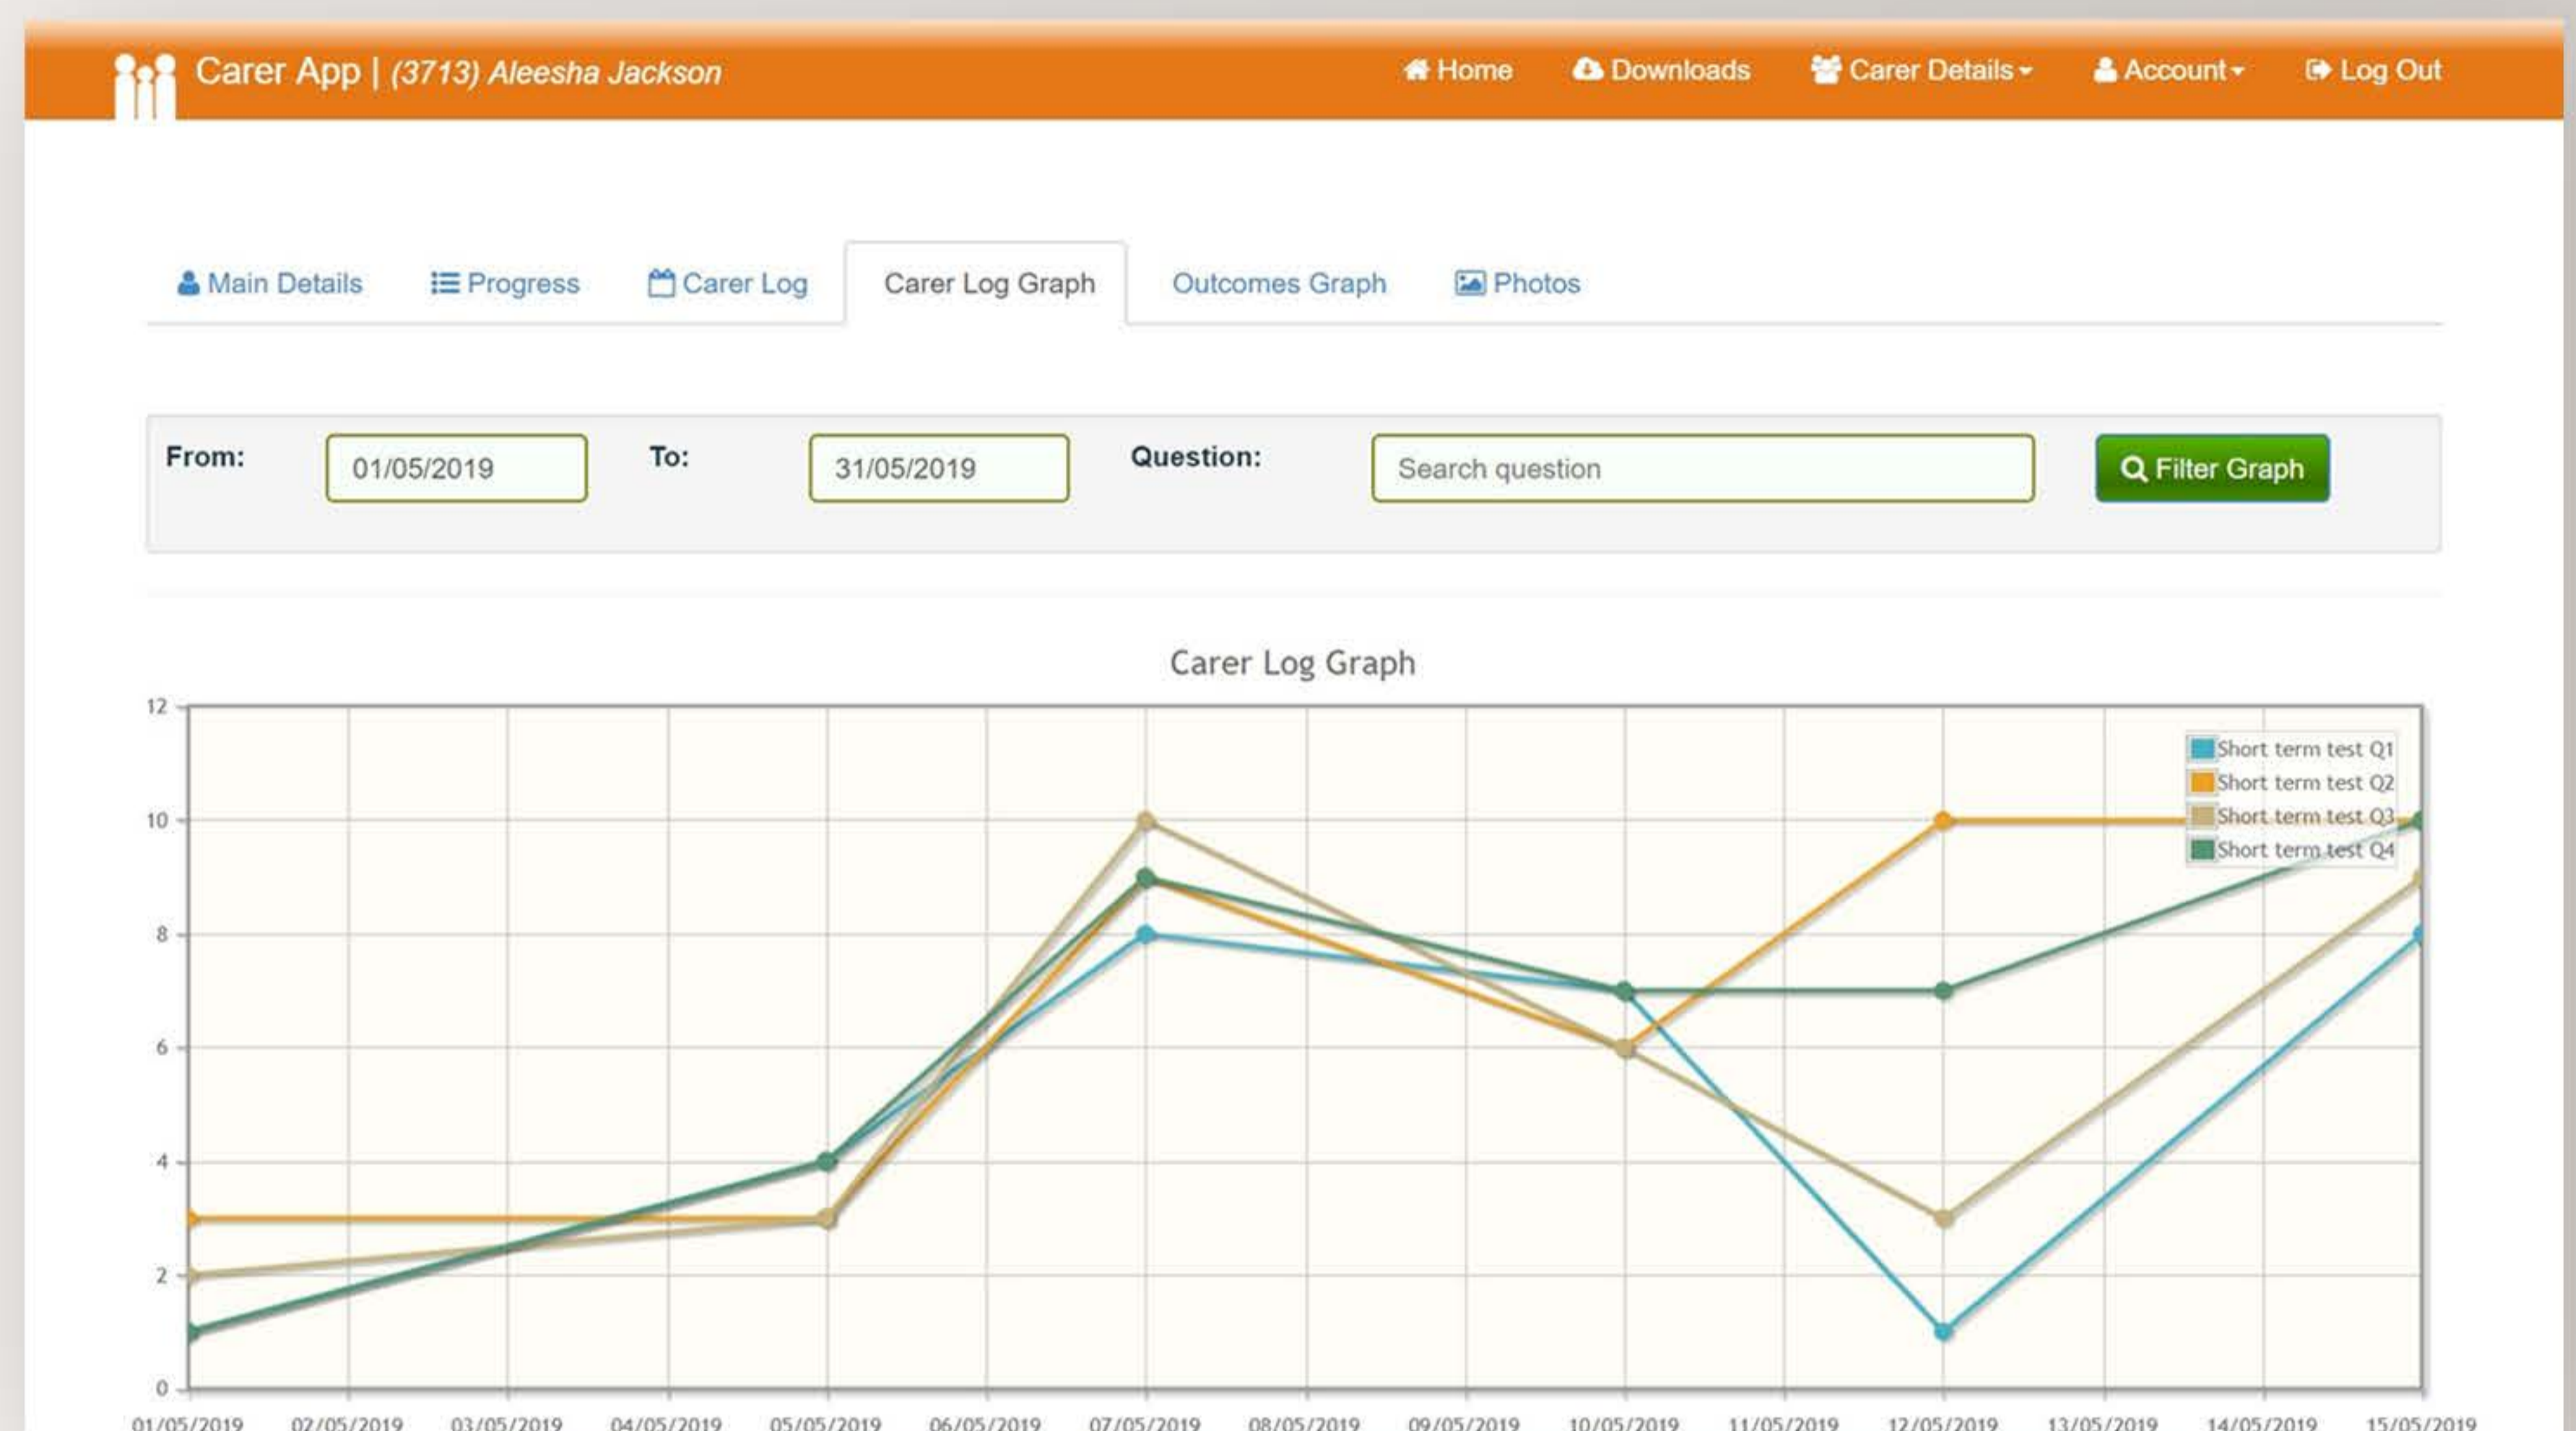 Carer App | (3713) Aleesha Jackson Home Downloads Carer Details Account Log Out
Main Details Progress Carer Log Carer Log Graph Outcomes Graph Photos
From: 01/05/2019 To: 31/05/2019 Question: Search question Filter Graph
Carer Log Graph
12
Short term test Q1
Short term test Q2
10
Short term test Q3
Short term test Q4
8
6
4
2
0
01/05/2019 02/05/2019 03/05/2019 04/05/2019 05/05/2019 06/05/2019 07/05/2019 08/05/2019 09/05/2019 10/05/2019 11/05/2019 12/05/2019 13/05/2019 14/05/2019 15/05/2019